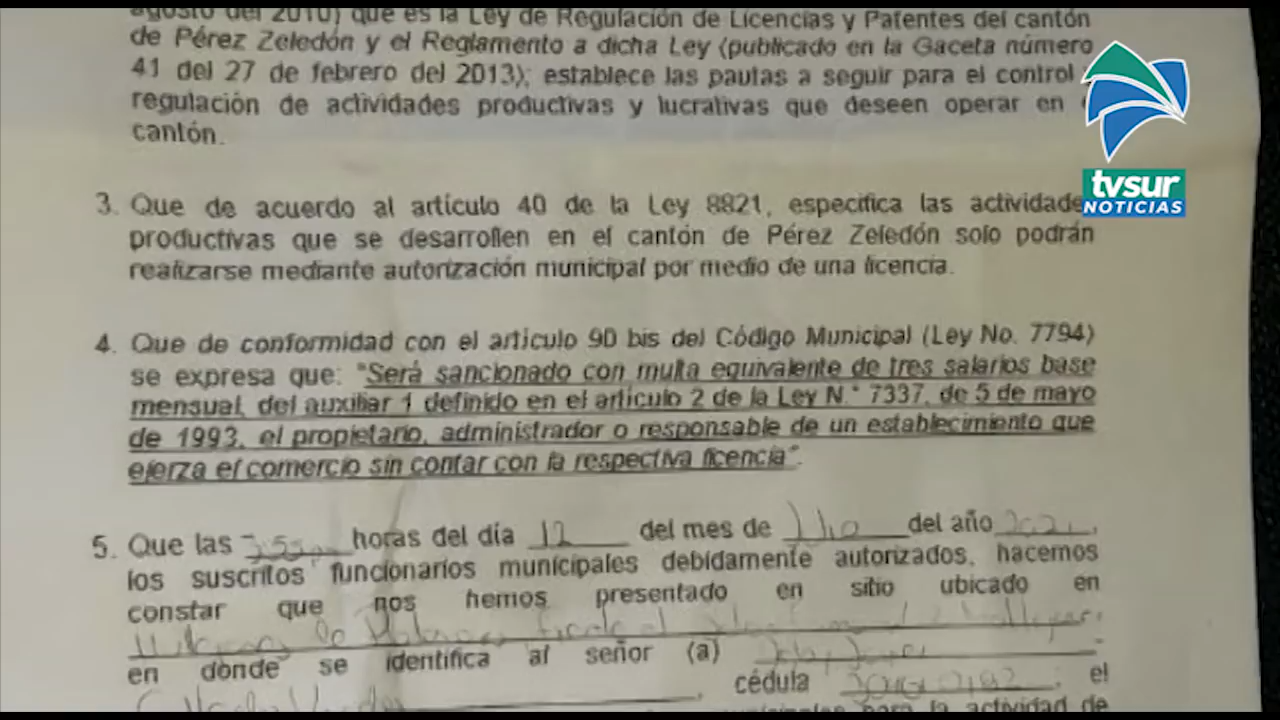 agosto del 2010) que es la Ley de Regulación de Licencias y Patentes del cantón
de Pérez Zeledón y el Reglamento a dicha Ley (publicado en la Gaceta número
41 del 27 de febrero del 2013); establece las pautas a seguir para el control
regulación de actividades productivas y lucrativas que deseen operar en
cantón.
tvsur
NOTICIAS
3. Que de acuerdo al artículo 40 de la Ley 8821, especifica las actividade
productivas que se desarrollen en el cantón de Pérez Zeledón solo podrán
realizarse mediante autorización municipal por medio de una licencia.
4. Que de conformidad con el artículo 90 bis del Código Municipal (Ley No. 7794)
se expresa que: "Será sancionado con multa equivalente de tres salarios base
mensual, del auxiliar 1 definido en el artículo 2 de la Ley N.° 7337, de 5 de mayo
de 1993, el propietario, administrador o responsable de un establecimiento que
ejerza el comercio sin contar con la respectiva licencia".
5. Que las horas del día 12 del mes de Julio del año 2021,
los suscritos funcionarios municipales debidamente autorizados, hacemos
constar que nos hemos presentado en sitio ubicado en
en donde se identifica al señor (a)
cédula , el
para la actividad de